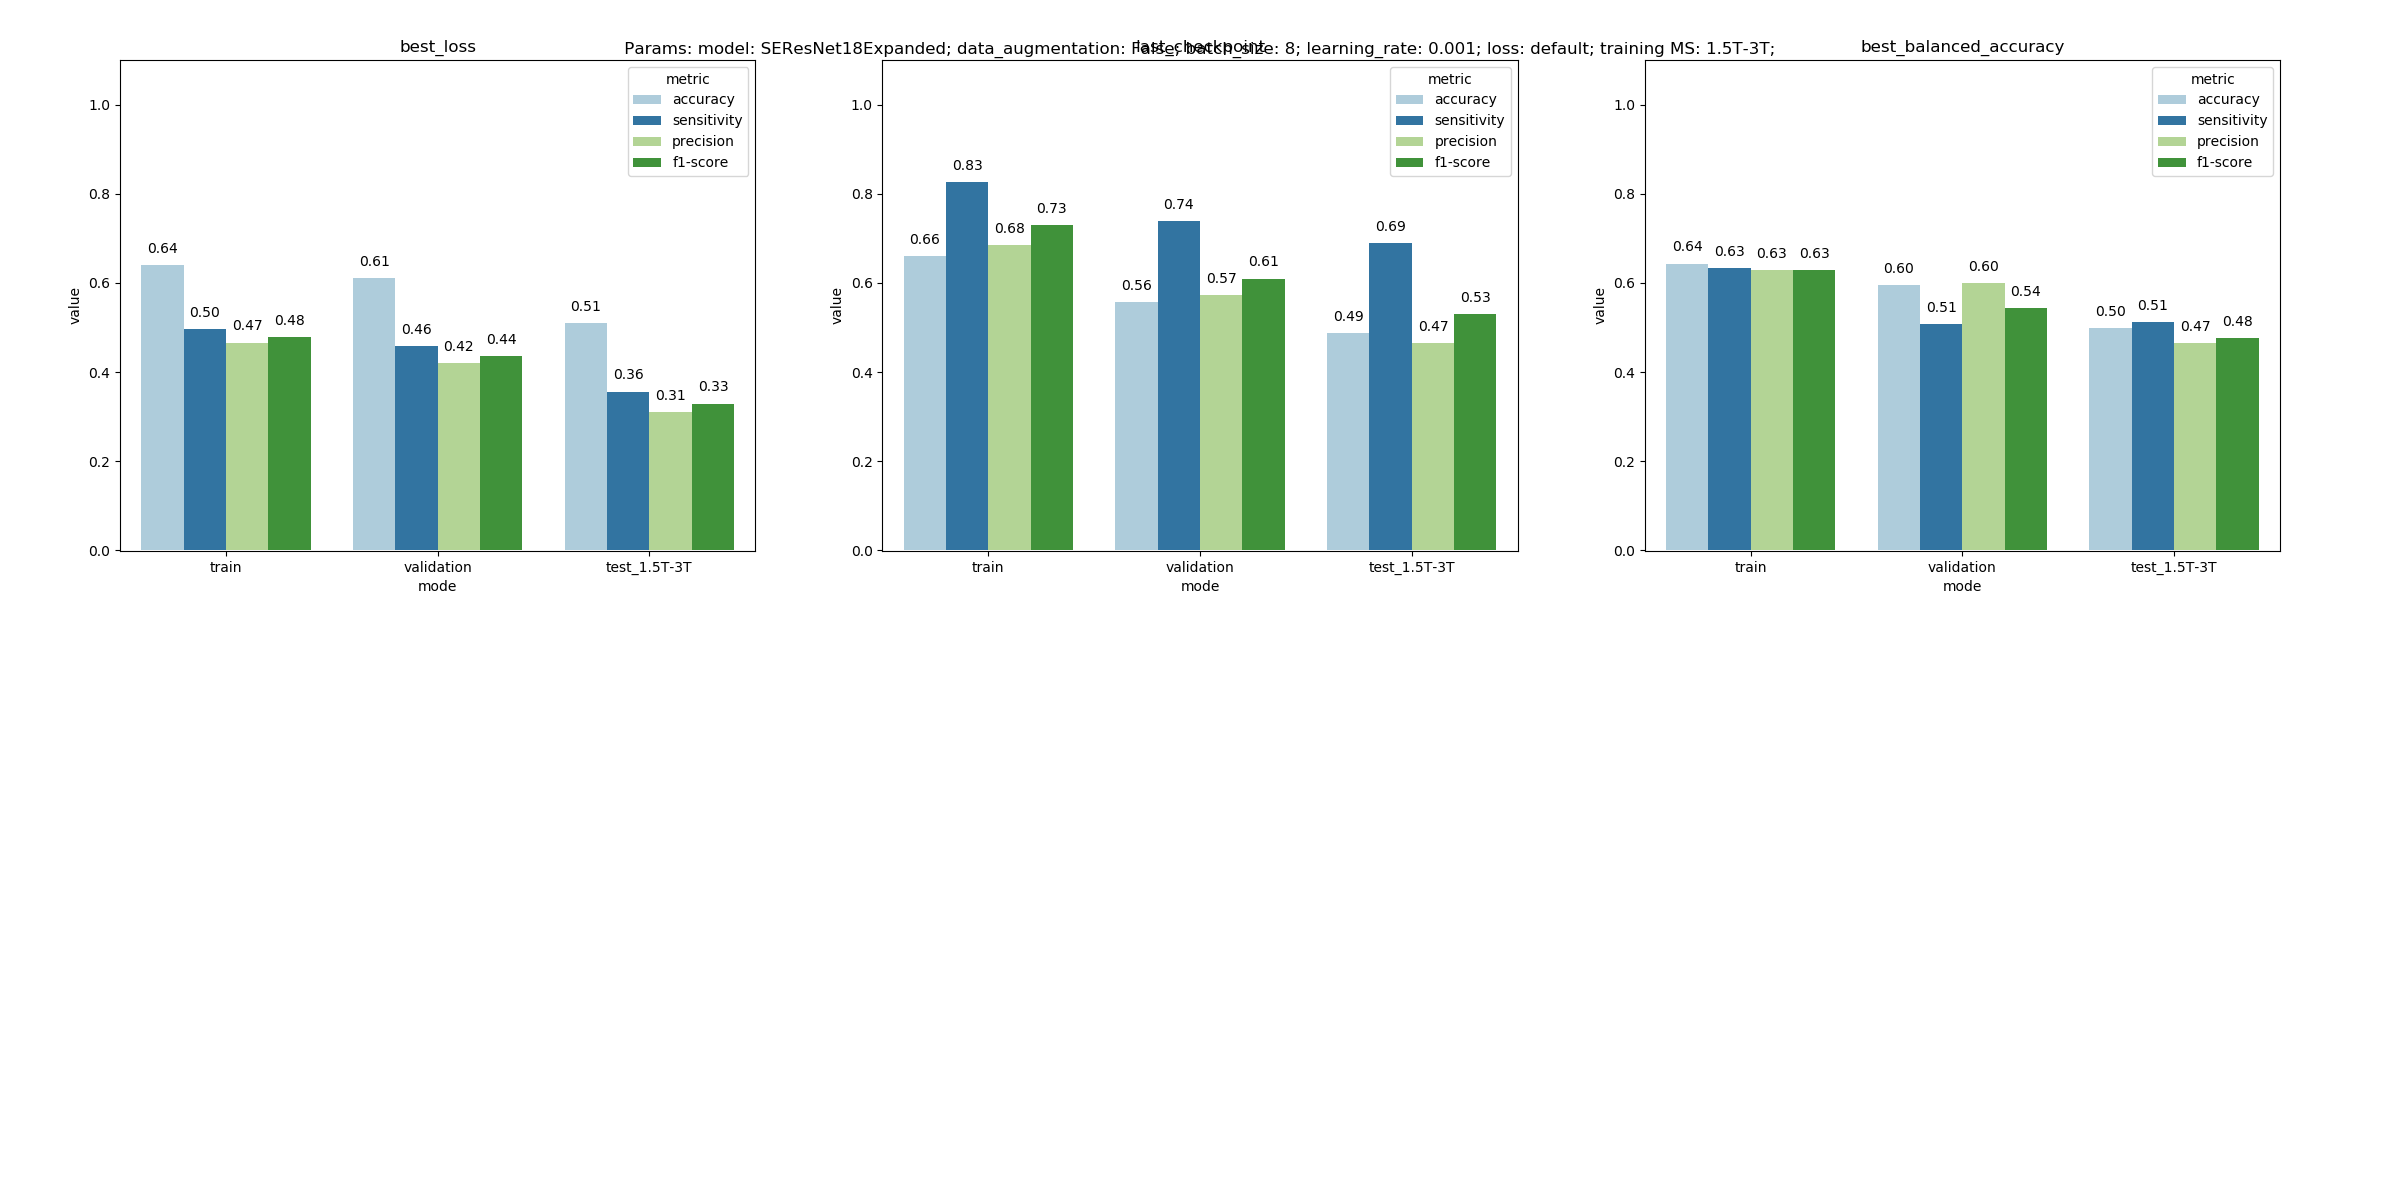 Params: model: SEResNet18Expanded; data_augmentation: False; batch_size: 8; learning_rate: 0.001; loss: default; training MS: 1.5T-3T;
best_loss
metric
accuracy
sensitivity
precision
f1-score
1.0
0.8
0.6
0.4
0.2
0.0
value
0.64
0.50
0.47
0.48
0.61
0.46
0.42
0.44
0.51
0.36
0.31
0.33
train
validation
test_1.5T-3T
mode
last_checkpoint
metric
accuracy
sensitivity
precision
f1-score
1.0
0.8
0.6
0.4
0.2
0.0
value
0.66
0.83
0.68
0.73
0.56
0.74
0.57
0.61
0.49
0.69
0.47
0.53
train
validation
test_1.5T-3T
mode
best_balanced_accuracy
metric
accuracy
sensitivity
precision
f1-score
1.0
0.8
0.6
0.4
0.2
0.0
value
0.64
0.63
0.63
0.63
0.60
0.51
0.60
0.54
0.50
0.51
0.47
0.48
train
validation
test_1.5T-3T
mode